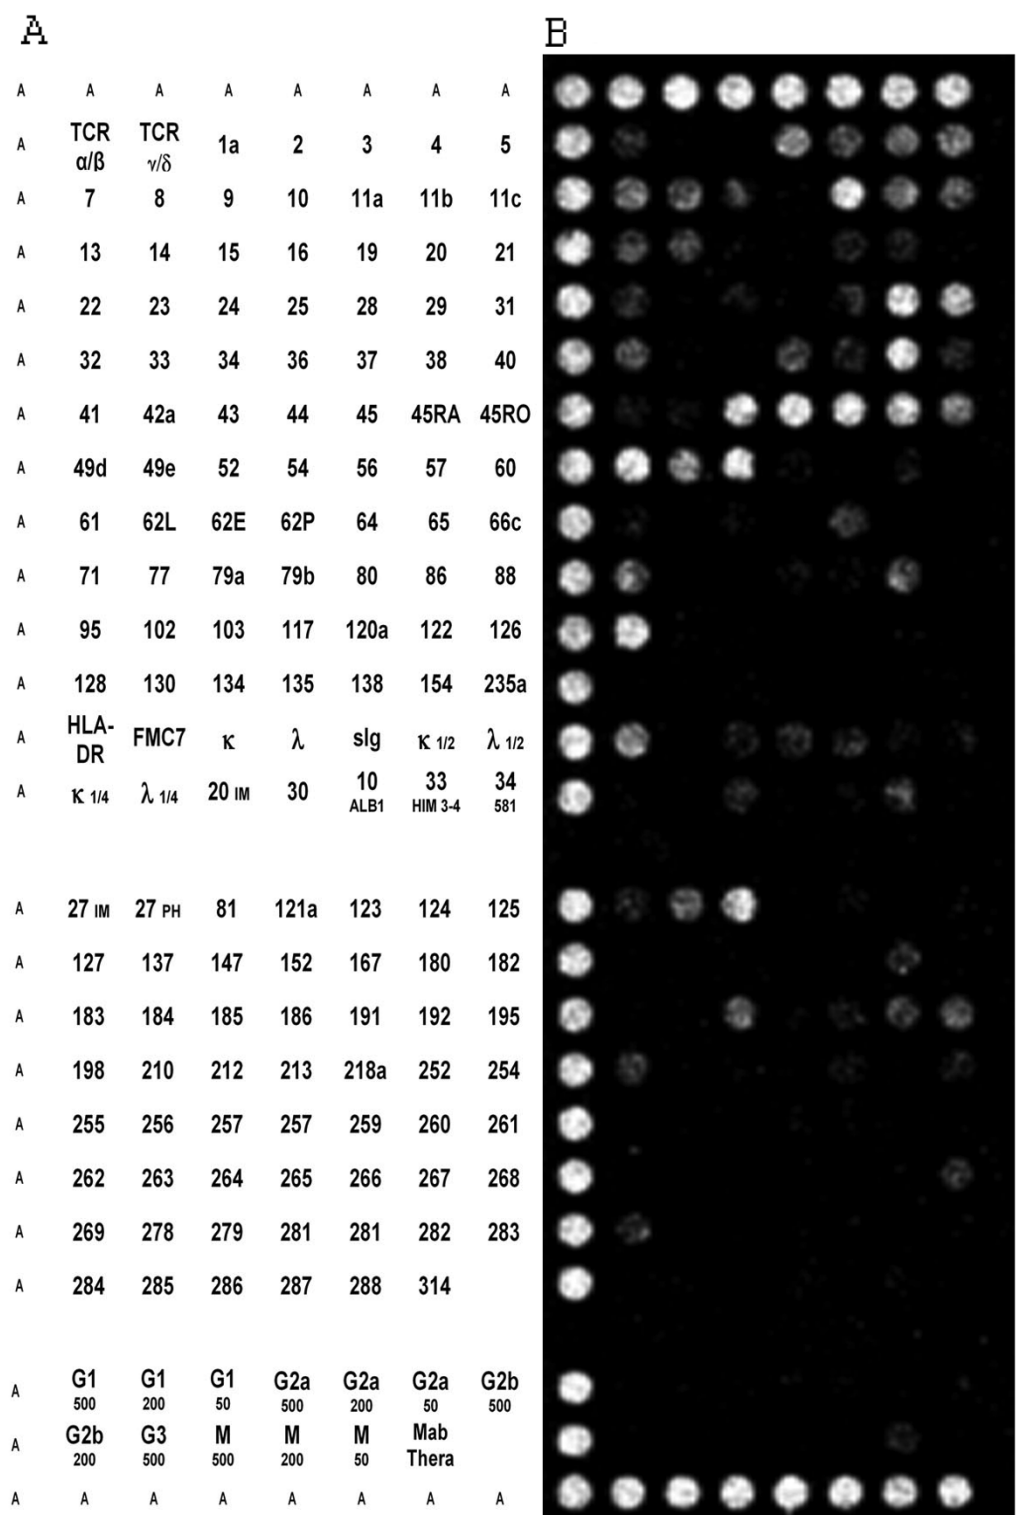 A B
A A A A A A A A
A TCR α/β TCR γ/δ 1a 2 3 4 5
A 7 8 9 10 11a 11b 11c
A 13 14 15 16 19 20 21
A 22 23 24 25 28 29 31
A 32 33 34 36 37 38 40
A 41 42a 43 44 45 45RA 45RO
A 49d 49e 52 54 56 57 60
A 61 62L 62E 62P 64 65 66c
A 71 77 79a 79b 80 86 88
A 95 102 103 117 120a 122 126
A 128 130 134 135 138 154 235a
A HLA-DR FMC7 κ λ sIg κ 1/2 λ 1/2
A κ 1/4 λ 1/4 20 IM 30 10 ALB1 33 HIM 3-4 34 581
A 27 IM 27 PH 81 121a 123 124 125
A 127 137 147 152 167 180 182
A 183 184 185 186 191 192 195
A 198 210 212 213 218a 252 254
A 255 256 257 257 259 260 261
A 262 263 264 265 266 267 268
A 269 278 279 281 281 282 283
A 284 285 286 287 288 314
A G1 500 G1 200 G1 50 G2a 500 G2a 200 G2a 50 G2b 500
A G2b 200 G3 500 M 500 M 200 M 50 Mab Thera
A A A A A A A A